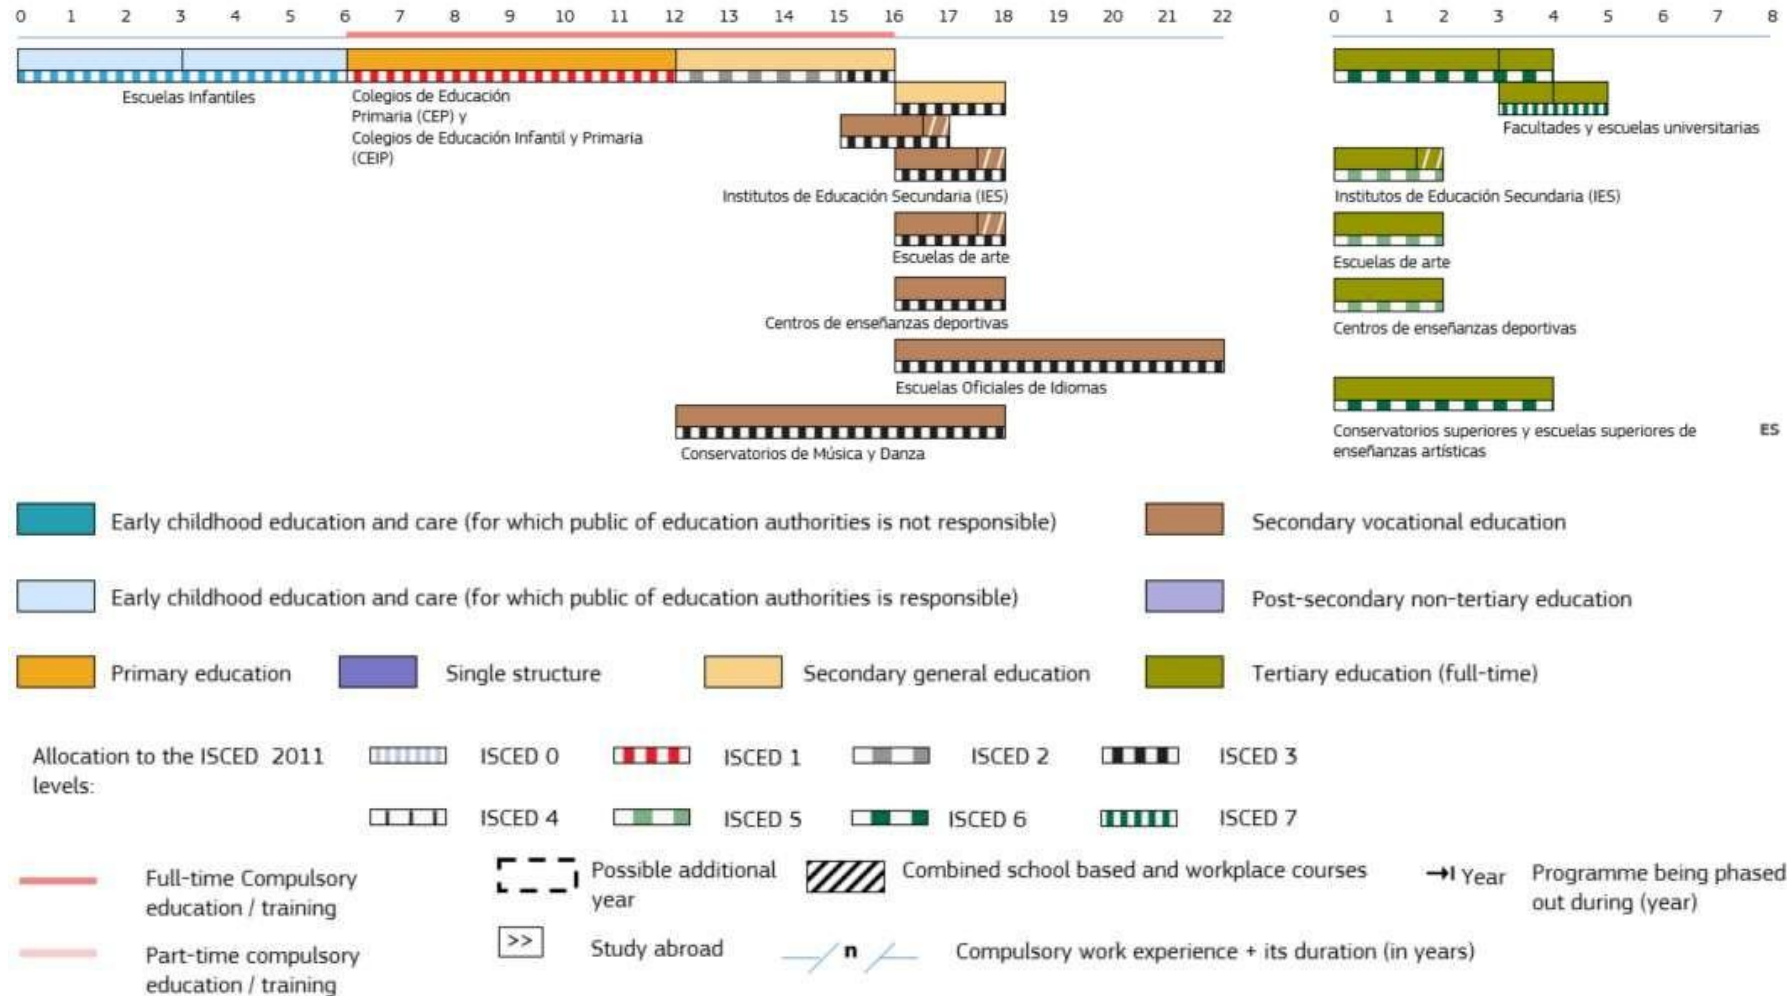 0 1 2 3 4 5 6 7 8 9 10 11 12 13 14 15 16 17 18 19 20 21 22
0 1 2 3 4 5 6 7 8
Escuelas Infantiles
Colegios de Educación
Primaria (CEP) y
Colegios de Educación Infantil y Primaria
(CEIP)
Institutos de Educación Secundaria (IES)
Escuelas de arte
Centros de enseñanzas deportivas
Escuelas Oficiales de Idiomas
Conservatorios de Música y Danza
Facultades y escuelas universitarias
Institutos de Educación Secundaria (IES)
Escuelas de arte
Centros de enseñanzas deportivas
Conservatorios superiores y escuelas superiores de
enseñanzas artísticas
ES
Early childhood education and care (for which public of education authorities is not responsible)
Secondary vocational education
Early childhood education and care (for which public of education authorities is responsible)
Post-secondary non-tertiary education
Primary education
Single structure
Secondary general education
Tertiary education (full-time)
Allocation to the ISCED 2011
levels:
ISCED 0
ISCED 1
ISCED 2
ISCED 3
ISCED 4
ISCED 5
ISCED 6
ISCED 7
Full-time Compulsory
education / training
Possible additional
year
Combined school based and workplace courses
Year
Programme being phased
out during (year)
Part-time compulsory
education / training
>>
Study abroad
n
Compulsory work experience + its duration (in years)